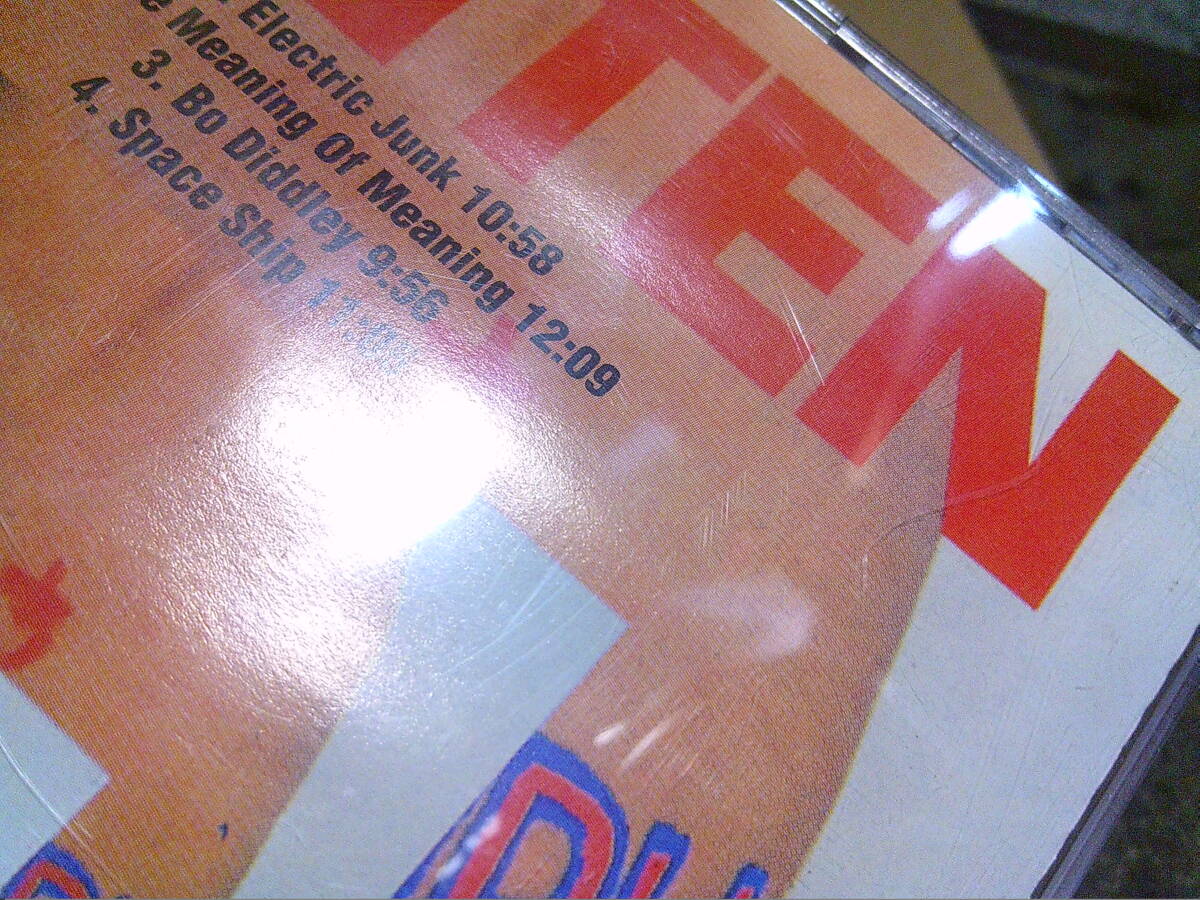 TEN
Electric Junk 10:58
e Meaning Of Meaning 12:09
3. Bo Diddley 9:56
4. Space Ship